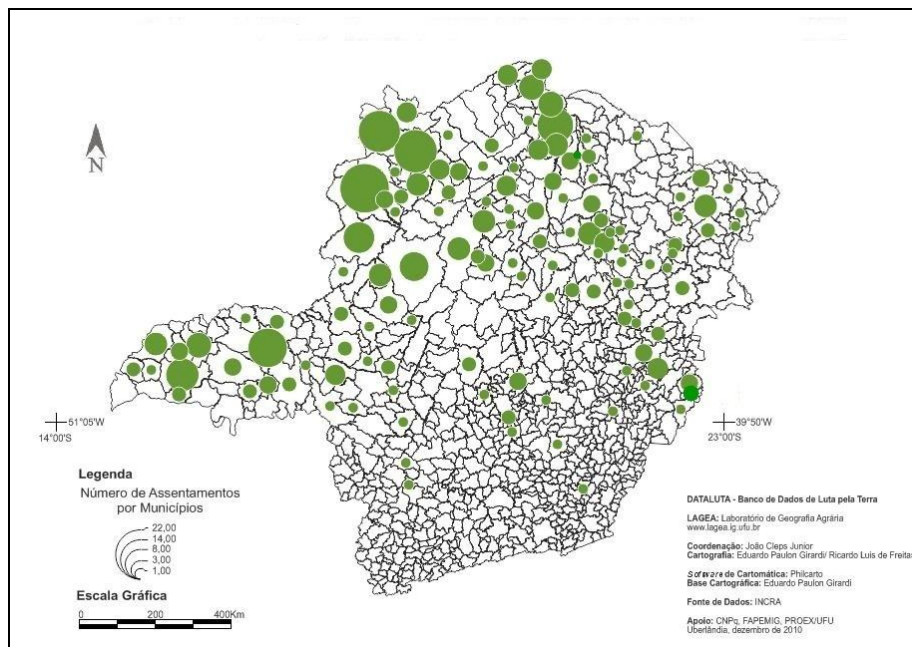 N
51°05'W
14°00'S
39°50'W
23°00'S
Legenda
Número de Assentamentos
por Municípios
22,00
14,00
8,00
3,00
1,00
Escala Gráfica
0 200 400Km
DATALUTA - Banco de Dados de Luta pela Terra
LAGEA: Laboratório de Geografia Agrária
www.lagea.ig.ufu.br
Coordenação: João Cleps Junior
Cartografia: Eduardo Paulon Girardi/ Ricardo Luis de Freitas
Software de Cartomática: Philcarto
Base Cartográfica: Eduardo Paulon Girardi
Fonte de Dados: INCRA
Apoio: CNPq, FAPEMIG, PROEX/UFU
Uberlândia, dezembro de 2010